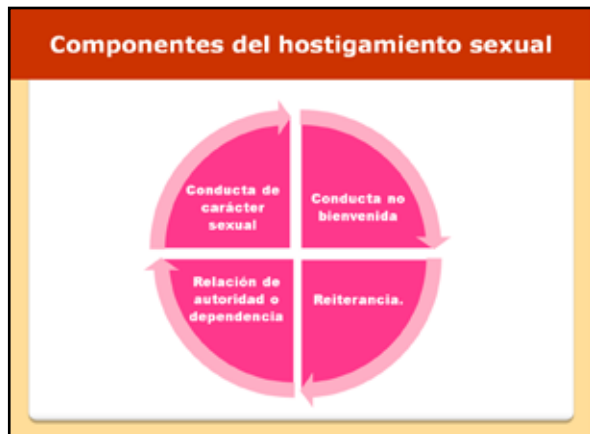 Componentes del hostigamiento sexual
Conducta de
carácter
sexual
Conducta no
bienvenida
Relación de
autoridad o
dependencia
Reiterancia.